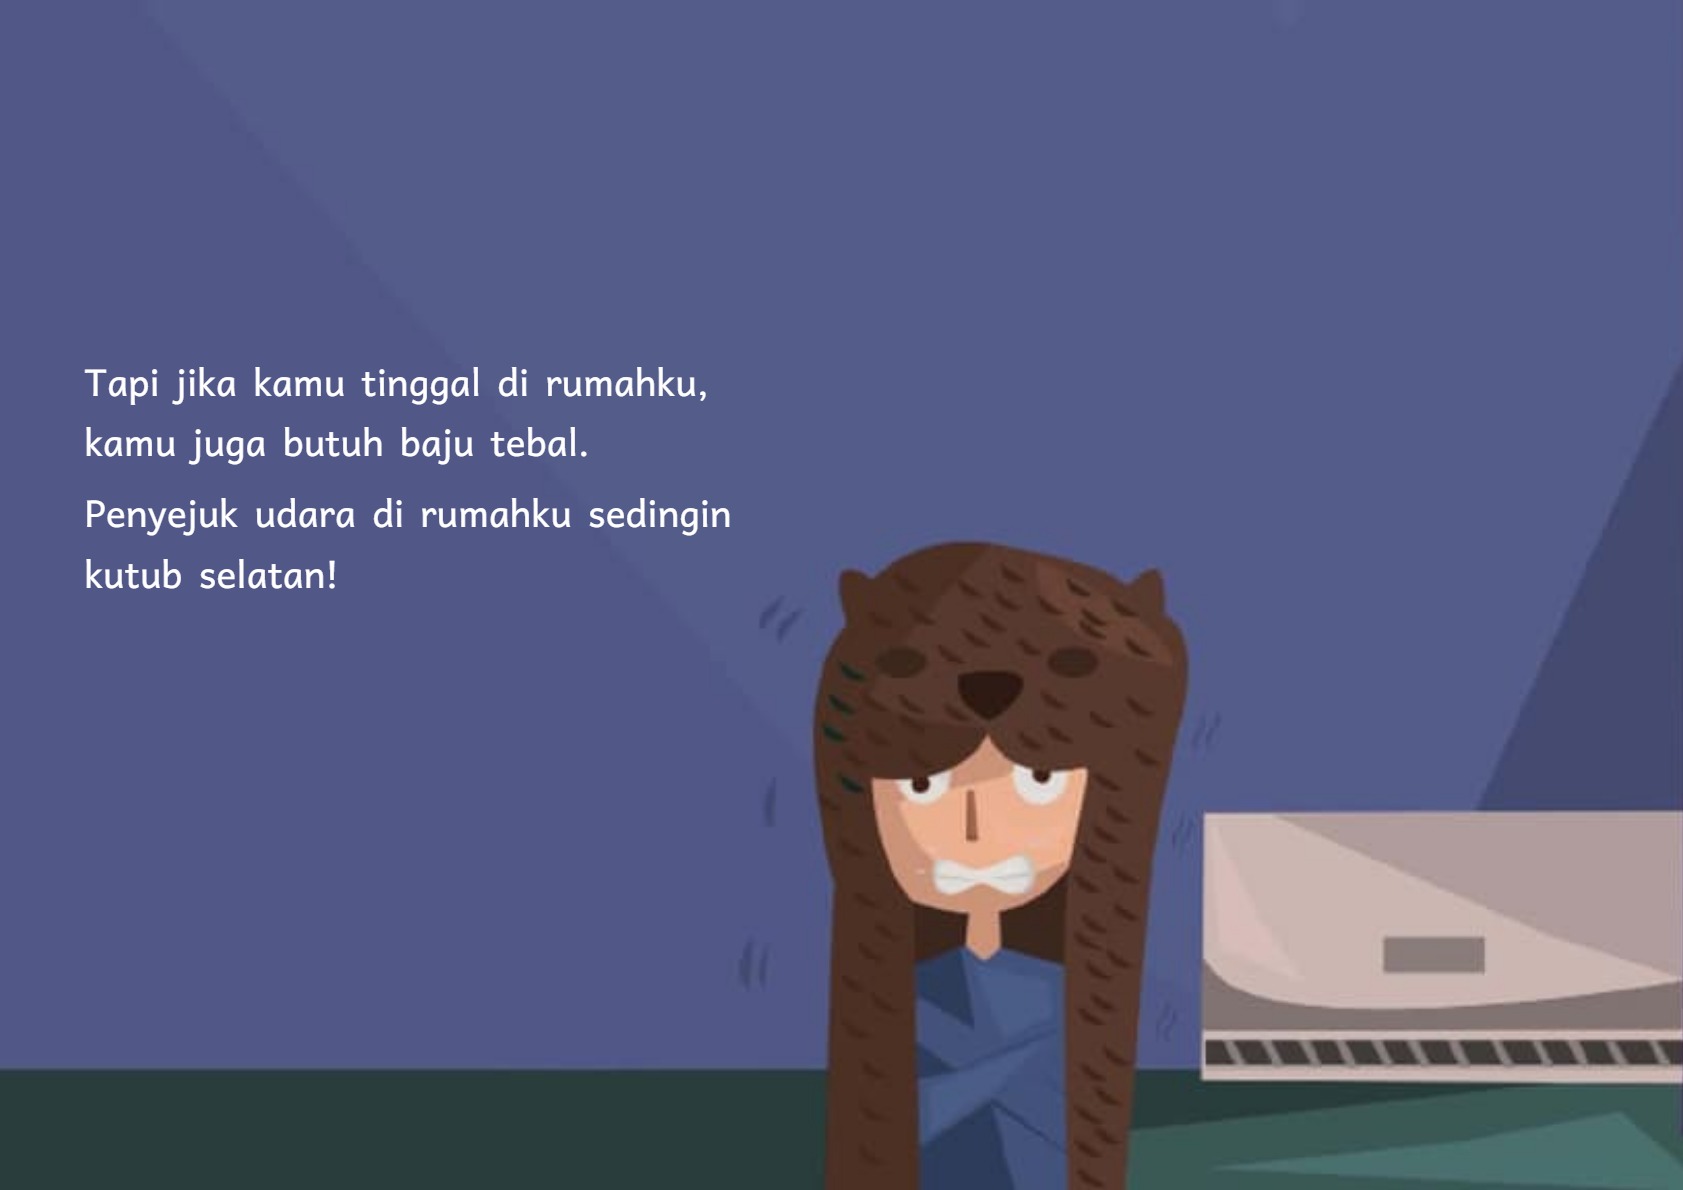 Tapi jika kamu tinggal di rumahku,
kamu juga butuh baju tebal.
Penyejuk udara di rumahku sedingin
kutub selatan!